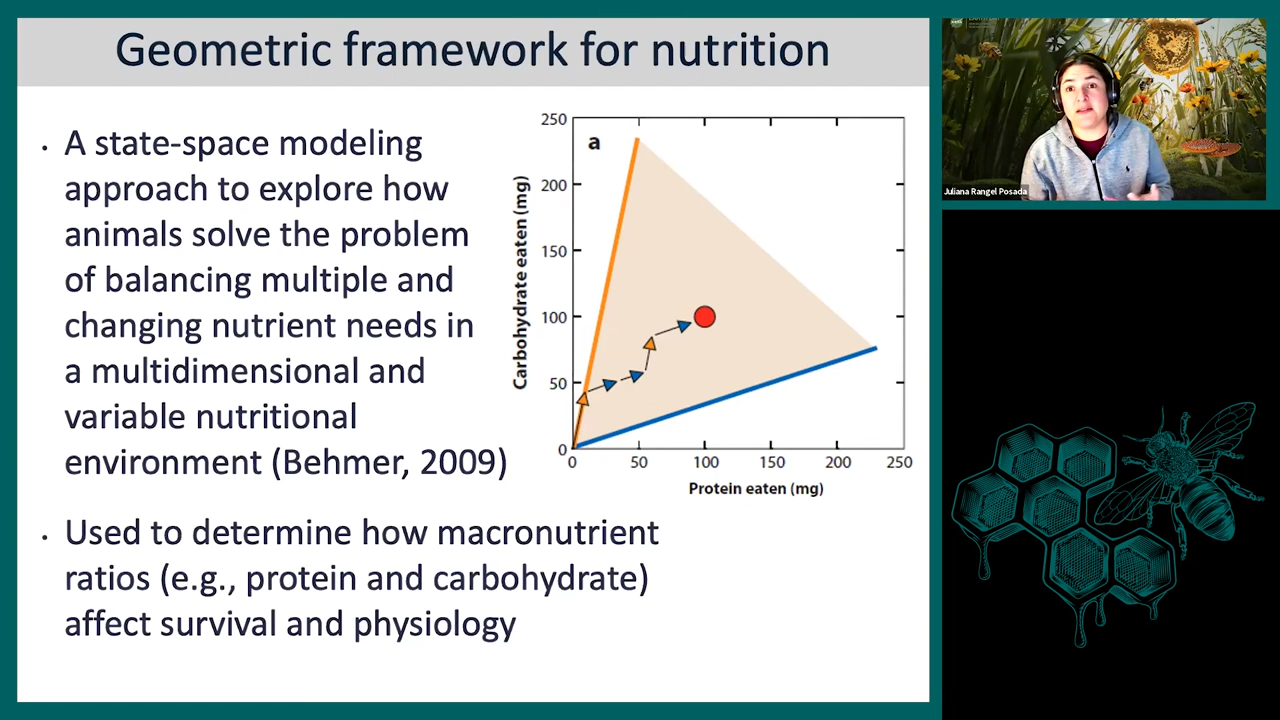 Geometric framework for nutrition
· A state-space modeling
approach to explore how
animals solve the problem
of balancing multiple and
changing nutrient needs in
a multidimensional and
variable nutritional
environment (Behmer, 2009)
· Used to determine how macronutrient
ratios (e.g., protein and carbohydrate)
affect survival and physiology
a
Carbohydrate eaten (mg)
250
200
150
100
50
0
0 50 100 150 200 250
Protein eaten (mg)
Juliana Rangel Posada